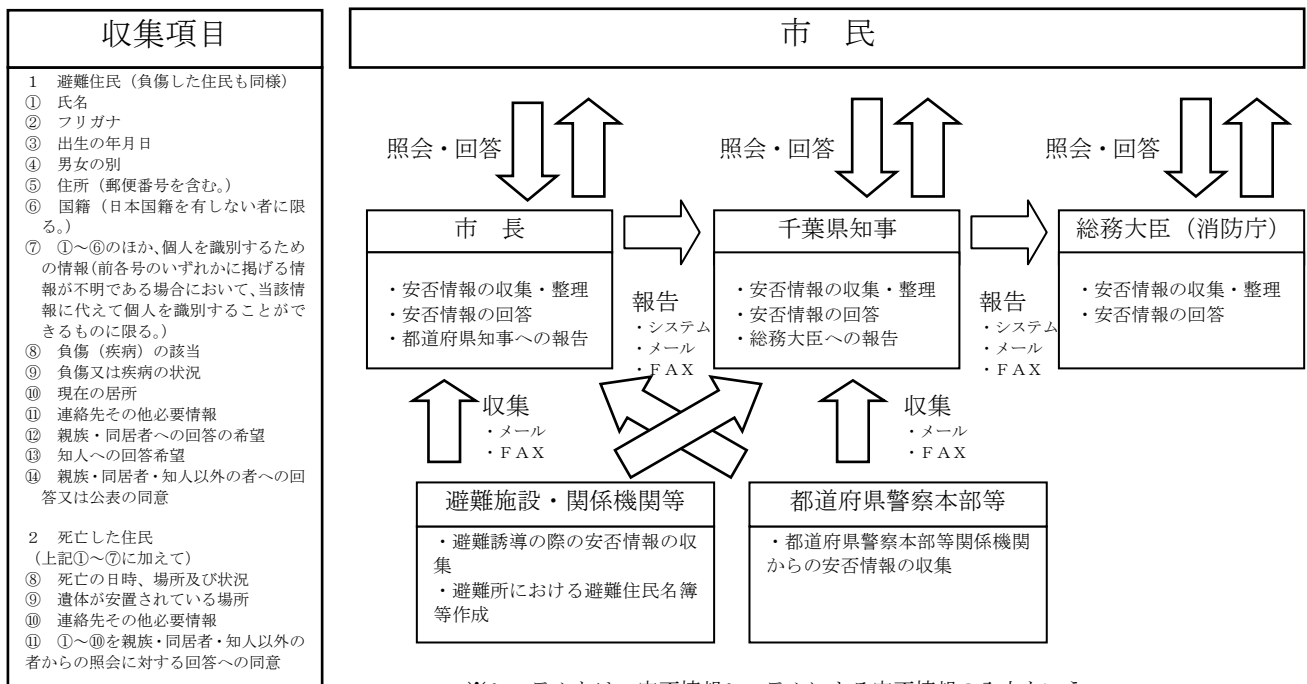 収集項目
1 避難住民（負傷した住民も同様）
① 氏名
② フリガナ
③ 出生の年月日
④ 男女の別
⑤ 住所（郵便番号を含む。）
⑥ 国籍（日本国籍を有しない者に限
る。）
⑦ ①～⑥のほか、個人を識別するため
の情報（前各号のいずれかに掲げる情
報が不明である場合において、当該情
報に代えて個人を識別することがで
きるものに限る。）
⑧ 負傷（疾病）の該当
⑨ 負傷又は疾病の状況
⑩ 現在の居所
⑪ 連絡先その他必要情報
⑫ 親族・同居者への回答の希望
⑬ 知人への回答希望
⑭ 親族・同居者・知人以外の者への回
答又は公表の同意
2 死亡した住民
（上記①～⑦に加えて）
⑧ 死亡の日時、場所及び状況
⑨ 遺体が安置されている場所
⑩ 連絡先その他必要情報
⑪ ①～⑩を親族・同居者・知人以外の
者からの照会に対する回答への同意
市 民
照会・回答
照会・回答
照会・回答
市 長
・安否情報の収集・整理
・安否情報の回答
・都道府県知事への報告
報告
・システム
・メール
・ＦＡＸ
千葉県知事
・安否情報の収集・整理
・安否情報の回答
・総務大臣への報告
報告
・システム
・メール
・ＦＡＸ
総務大臣（消防庁）
・安否情報の収集・整理
・安否情報の回答
収集
・メール
・ＦＡＸ
収集
・メール
・ＦＡＸ
避難施設・関係機関等
・避難誘導の際の安否情報の収
集
・避難所における避難住民名簿
等作成
都道府県警察本部等
・都道府県警察本部等関係機関
からの安否情報の収集